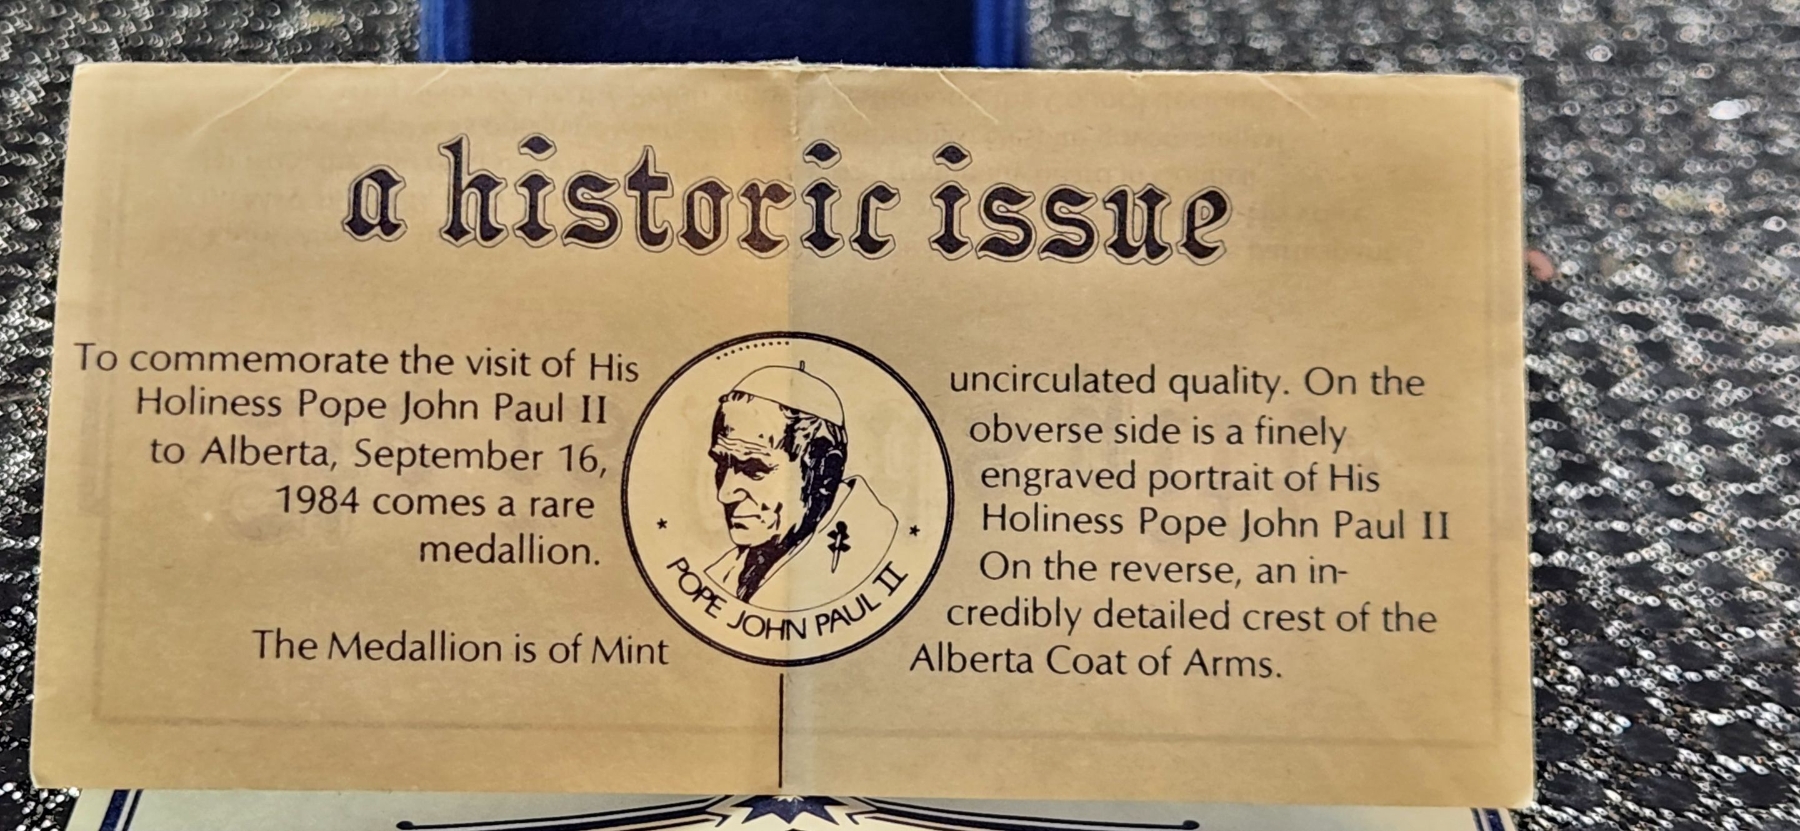 a historic issue
To commemorate the visit of His
Holiness Pope John Paul II
to Alberta, September 16,
1984 comes a rare
medallion.
The Medallion is of Mint
POPE JOHN PAUL II
uncirculated quality. On the
obverse side is a finely
engraved portrait of His
Holiness Pope John Paul II
On the reverse, an in-
credibly detailed crest of the
Alberta Coat of Arms.